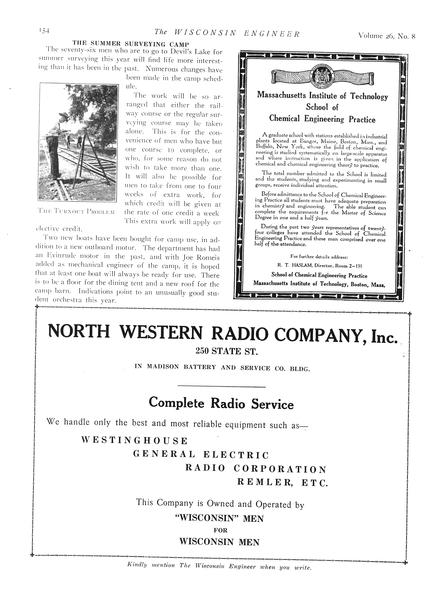 154
The WISCONSIN ENGINEER
Volume 26, No. 8
THE SUMMER SURVEYING CAMP
The seventy-six men who are to go to Devil's Lake for
summer surveying this year will find life more interest-
ing than it has been in the past. Numerous changes have
been made in the camp sched-
ule.
The work will be so ar-
ranged that either the rail-
way course or the regular sur-
veying course may be taken
alone. This is for the con-
venience of men who have but
one course to complete, or
who, for some reason do not
wish to take more than one.
It will also be possible for
men to take from one to four
weeks of extra work, for
which credit will be given at
the rate of one credit a week
This extra work will apply on
elective credit.
THE TURNOUT PROBLEM
Two new boats have been bought for camp use, in ad-
dition to a new outboard motor. The department has had
an Evinrude motor in the past, and with Joe Romeis
added as mechanical engineer of the camp, it is hoped
that at least one boat will always be ready for use. There
is to be a floor for the dining tent and a new roof for the
camp barn. Indications point to an unusually good stu-
dent orchestra this year.
Massachusetts Institute of Technology
School of
Chemical Engineering Practice
A graduate school with stations established in industrial
plants located at Bangor, Maine, Boston, Mass., and
Buffalo, New York, where the field of chemical engi-
neering is studied systematically on large-scale apparatus
and where instruction is given in the application of
chemical and chemical engineering theory to practice.
The total number admitted to the School is limited
and the students, studying and experimenting in small
groups, receive individual attention.
Before admittance to the School of Chemical Engineer-
ing Practice all students must have adequate preparation
in chemistry and engineering. The able student can
complete the requirements for the Master of Science
Degree in one and a half years.
During the past two years representatives of twenty-
four colleges have attended the School of Chemical
Engineering Practice and these men comprised over one
half of the attendance.
For further details address
R. T. HASLAM, Director, Room 2-131
School of Chemical Engineering Practice
Massachusetts Institute of Technology, Boston, Mass.
NORTH WESTERN RADIO COMPANY, Inc.
250 STATE ST.
IN MADISON BATTERY AND SERVICE CO. BLDG.
Complete Radio Service
We handle only the best and most reliable equipment such as—
WESTINGHOUSE
GENERAL ELECTRIC
RADIO CORPORATION
REMLER, ETC.
This Company is Owned and Operated by
"WISCONSIN" MEN
FOR
WISCONSIN MEN
Kindly mention The Wisconsin Engineer when you write.